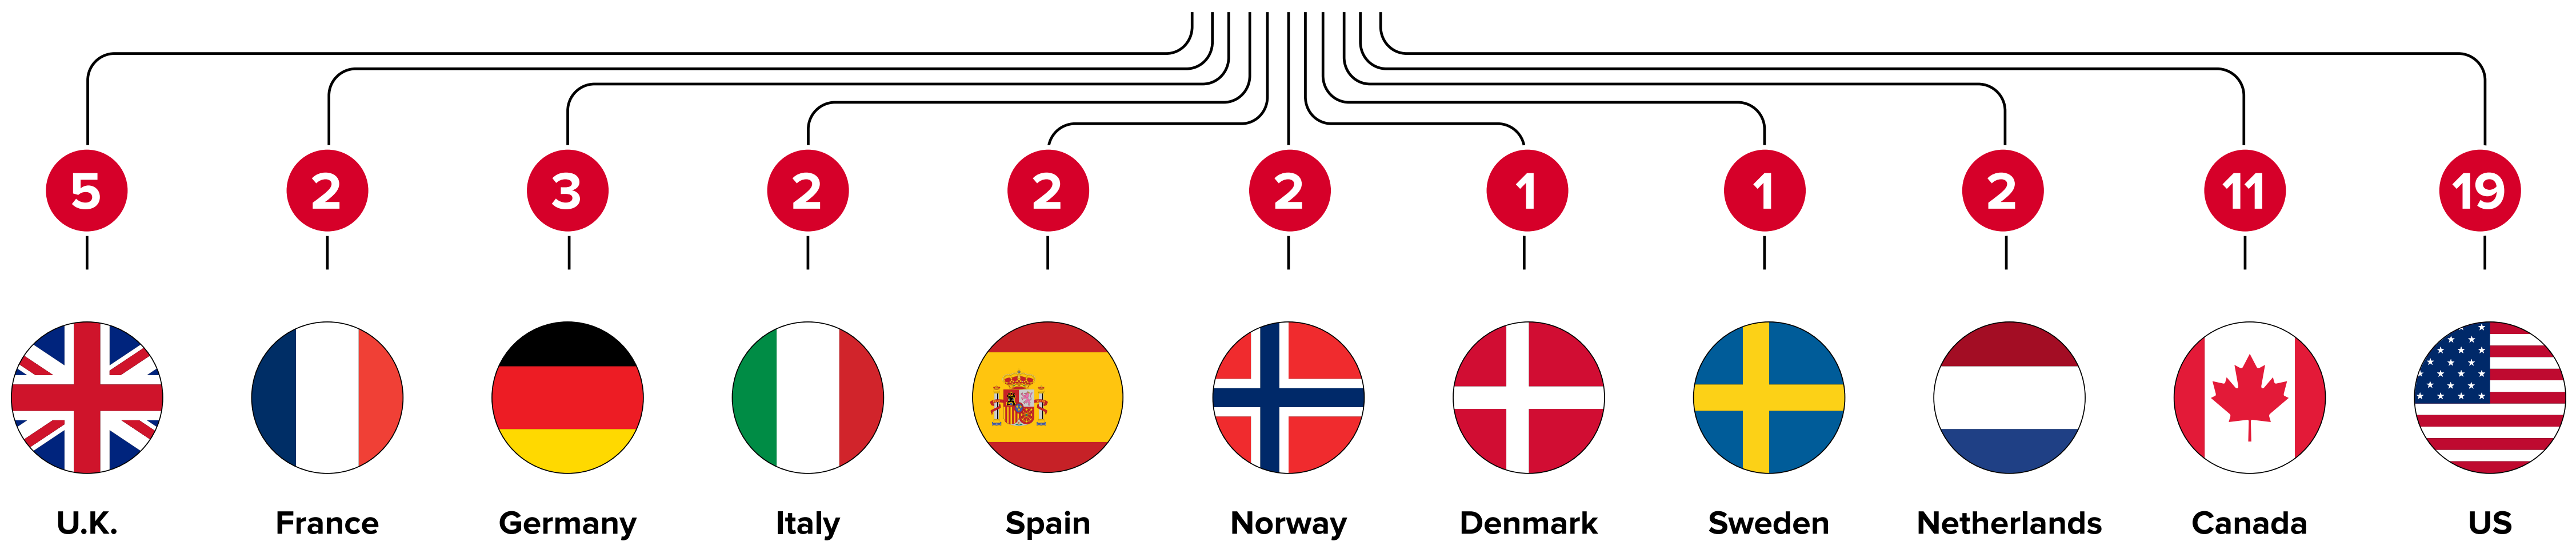 5 2 3 2 2 2 1 1 2 11 19
U.K. France Germany Italy Spain Norway Denmark Sweden Netherlands Canada US